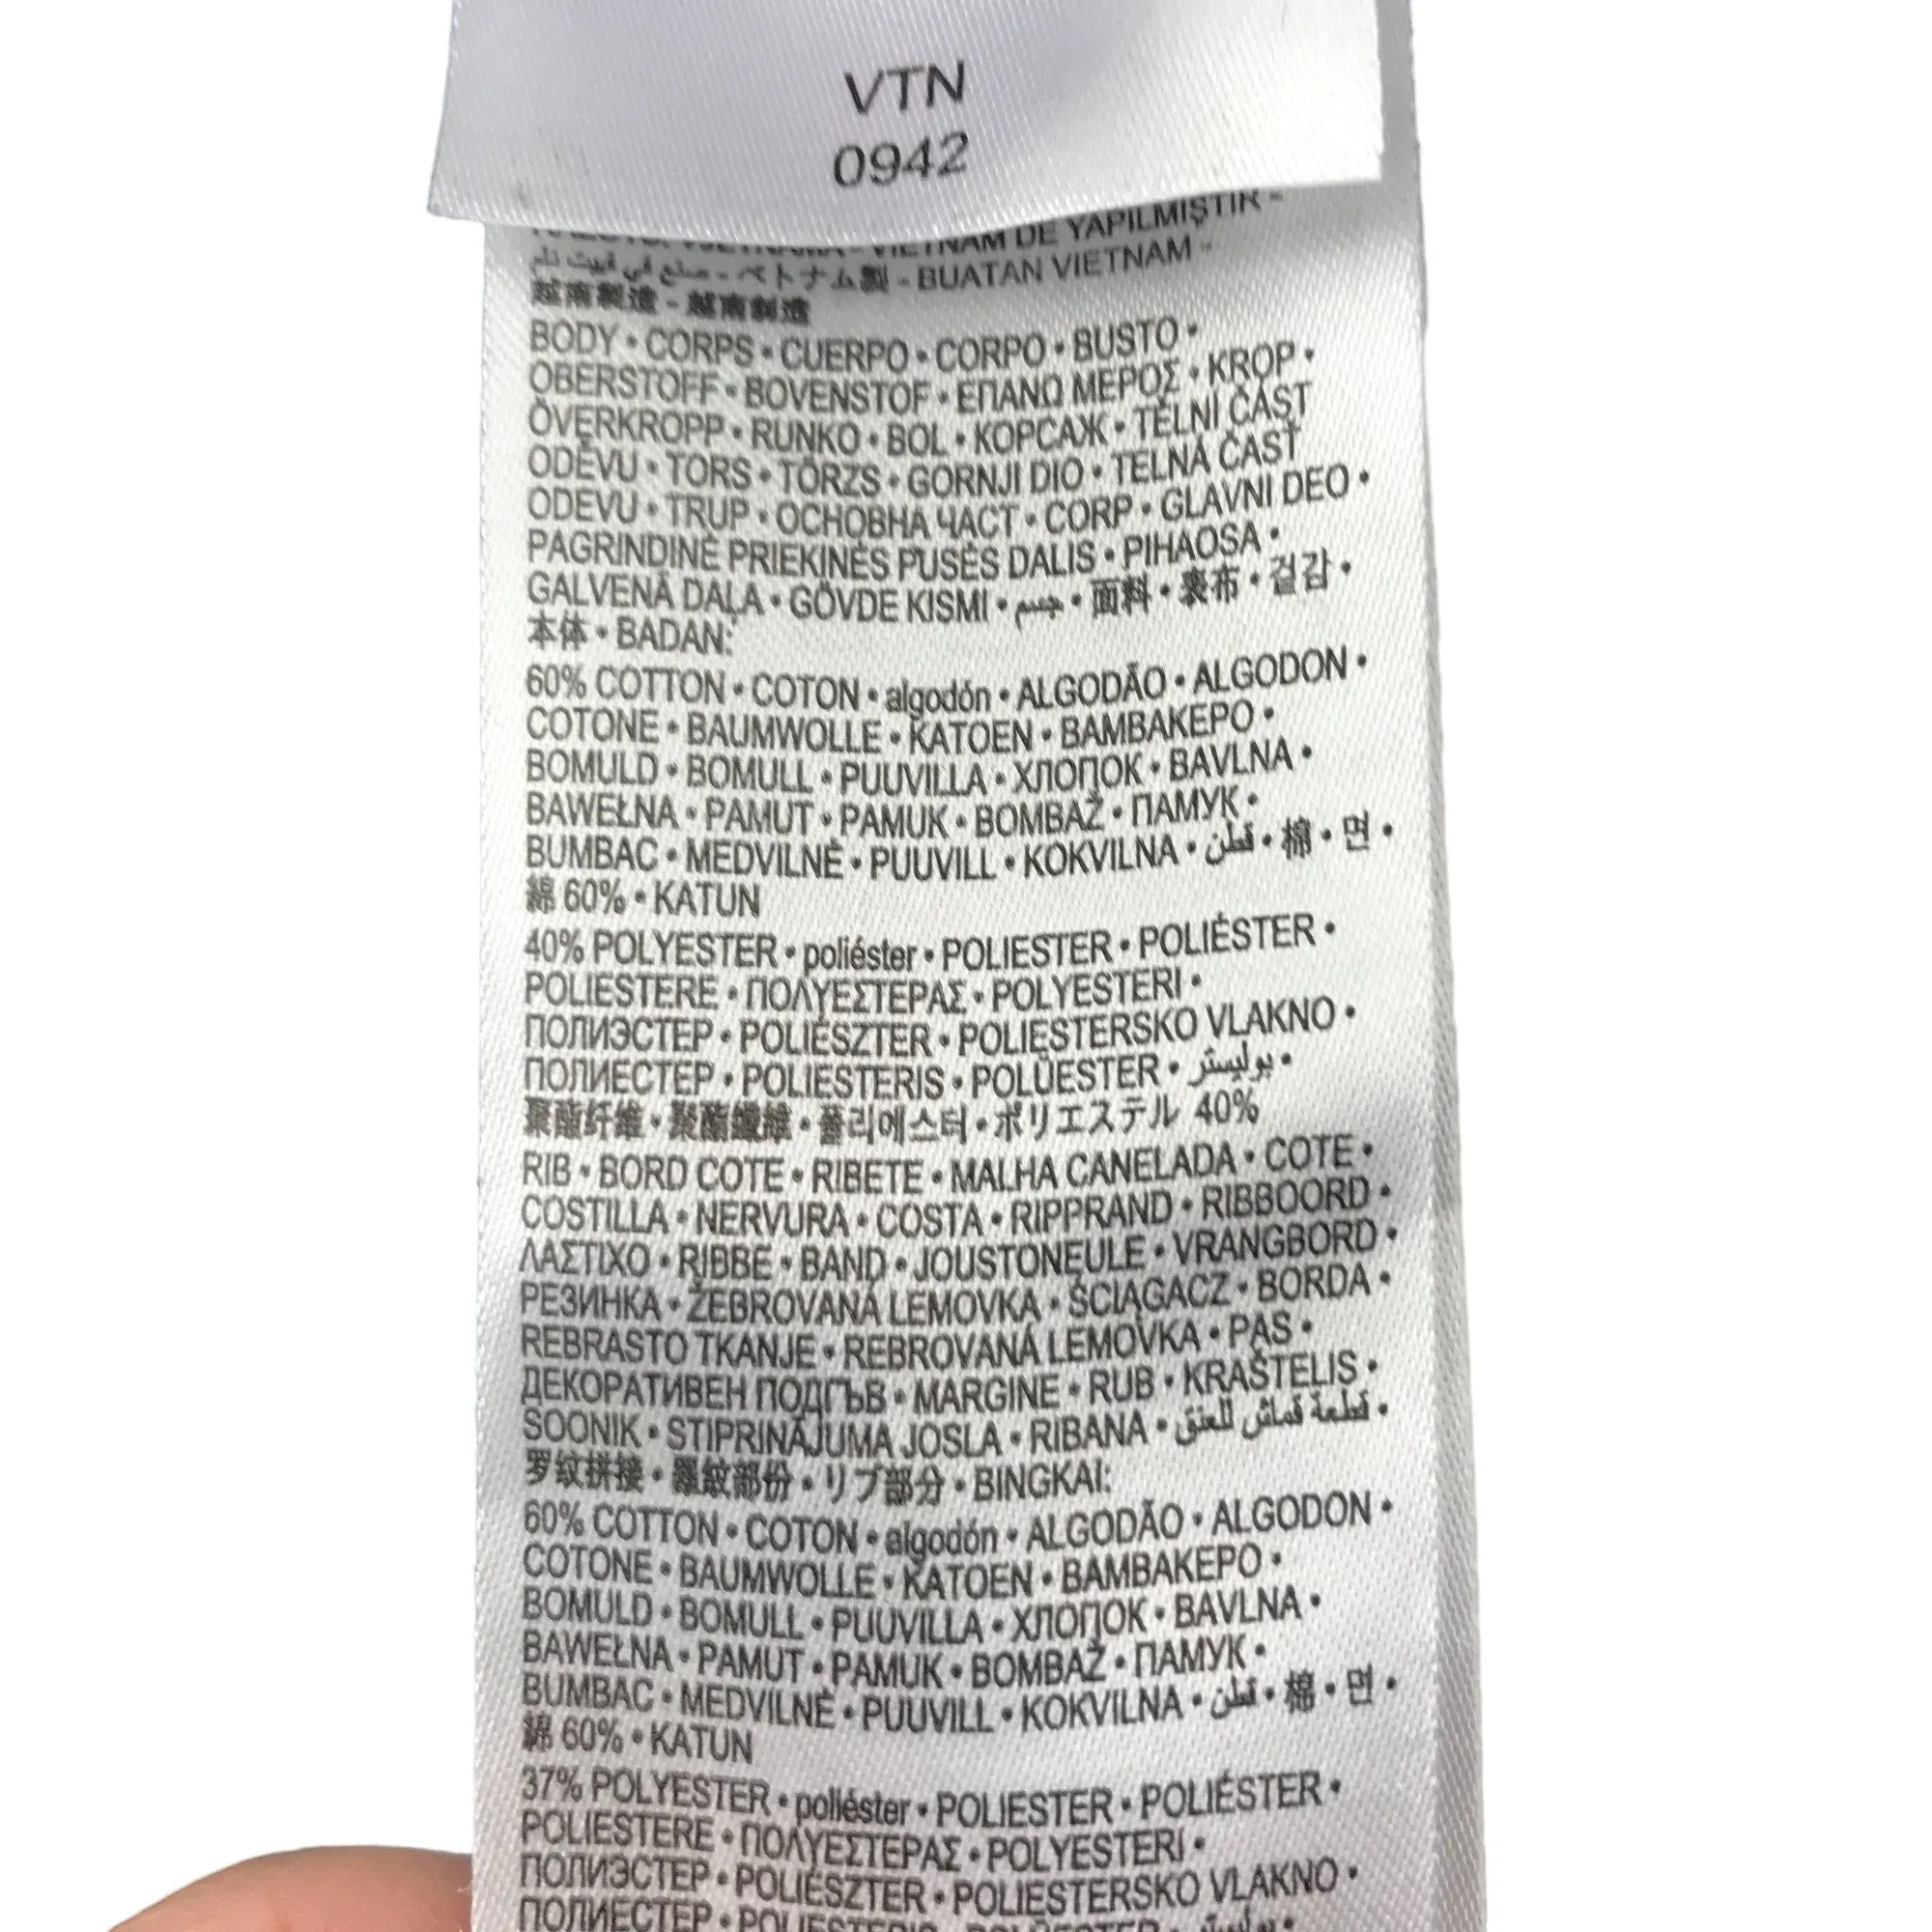 VTN
0942
VIETNAM DE YAPILMIŞTIR -
صنع في فييت نام - ベトナム製 - BUATAN VIETNAM -
越南製造 - 越南制造
BODY • CORPS • CUERPO • CORPO • BUSTO •
OBERSTOFF • BOVENSTOF • ΕΠΑΝΩ ΜΕΡΟΣ • KROP •
ÖVERKROPP • RUNKO • BOL • КОРСАЖ • TĚLNÍ ČÁST
ODĚVU • TORS • TÖRZS • GORNJI DIO • TELNÁ ČASŤ
ODEVU • TRUP • ОСНОВНА ЧАСТ • CORP • GLAVNI DEO •
PAGRINDINĖ PRIEKINĖS PUSĖS DALIS • PIHAOSA •
GALVENĀ DAĻA • GÖVDE KISMI • جسم • 面料 • 表布 • 겉감 •
本体 • BADAN:
60% COTTON • COTON • algodón • ALGODÃO • ALGODON •
COTONE • BAUMWOLLE • KATOEN • ΒΑΜΒΑΚΕΡΟ •
BOMULD • BOMULL • PUUVILLA • ХЛОПОК • BAVLNA •
BAWEŁNA • PAMUT • PAMUK • BOMBAŽ • ПАМУК •
BUMBAC • MEDVILNĖ • PUUVILL • KOKVILNA • قطن • 棉 • 면 •
綿 60% • KATUN
40% POLYESTER • poliéster • POLIESTER • POLIÉSTER •
POLIESTERE • ΠΟΛΥΕΣΤΕΡΑΣ • POLYESTERI •
ПОЛИЭСТЕР • POLIÉSZTER • POLIESTERSKO VLAKNO •
ПОЛИЕСТЕР • POLIESTERIS • POLÜESTER • بوليستر •
聚酯纤维 • 聚酯纖維 • 폴리에스터 • ポリエステル 40%
RIB • BORD COTE • RIBETE • MALHA CANELADA • COTE •
COSTILLA • NERVURA • COSTA • RIPPRAND • RIBBOORD •
ΛΑΣΤΙΧΟ • RIBBE • BAND • JOUSTONEULE • VRANGBORD •
РЕЗИНКА • ŽEBROVANÁ LEMOVKA • ŚCIĄGACZ • BORDA •
REBRASTO TKANJE • REBROVANÁ LEMOVKA • PAS •
ДЕКОРАТИВЕН ПОДГЪВ • MARGINE • RUB • KRAŠTELIS •
SOONIK • STIPRINĀJUMA JOSLA • RIBANA • قطعة قماش للعنق •
罗纹拼接 • 羅紋部份 • リブ部分 • BINGKAI:
60% COTTON • COTON • algodón • ALGODÃO • ALGODON •
COTONE • BAUMWOLLE • KATOEN • ΒΑΜΒΑΚΕΡΟ •
BOMULD • BOMULL • PUUVILLA • ХЛОПОК • BAVLNA •
BAWEŁNA • PAMUT • PAMUK • BOMBAŽ • ПАМУК •
BUMBAC • MEDVILNĖ • PUUVILL • KOKVILNA • قطن • 棉 • 면 •
綿 60% • KATUN
37% POLYESTER • poliéster • POLIESTER • POLIÉSTER •
POLIESTERE • ΠΟΛΥΕΣΤΕΡΑΣ • POLYESTERI •
ПОЛИЭСТЕР • POLIÉSZTER • POLIESTERSKO VLAKNO •
ПОЛИЕСТЕР • POLIESTERIS • POLÜESTER • بوليستر •